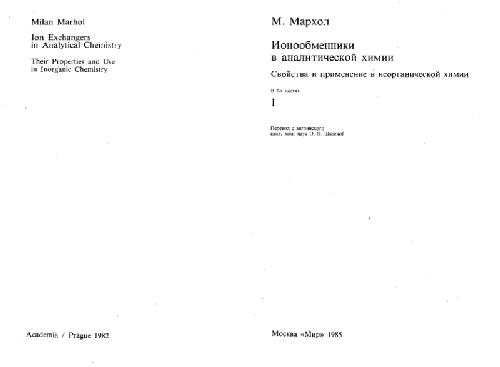 Milan Marhol
Ion Exchangers
in Analytical Chemistry
Their Properties and Use
in Inorganic Chemistry
Academia / Prague 1982
М. Мархол
Ионообменники
в аналитической химии
Свойства и применение в неорганической химии
В 2-х частях
1
Перевод с английского
канд. хим. наук О. П.
Москва «Мир» 1985